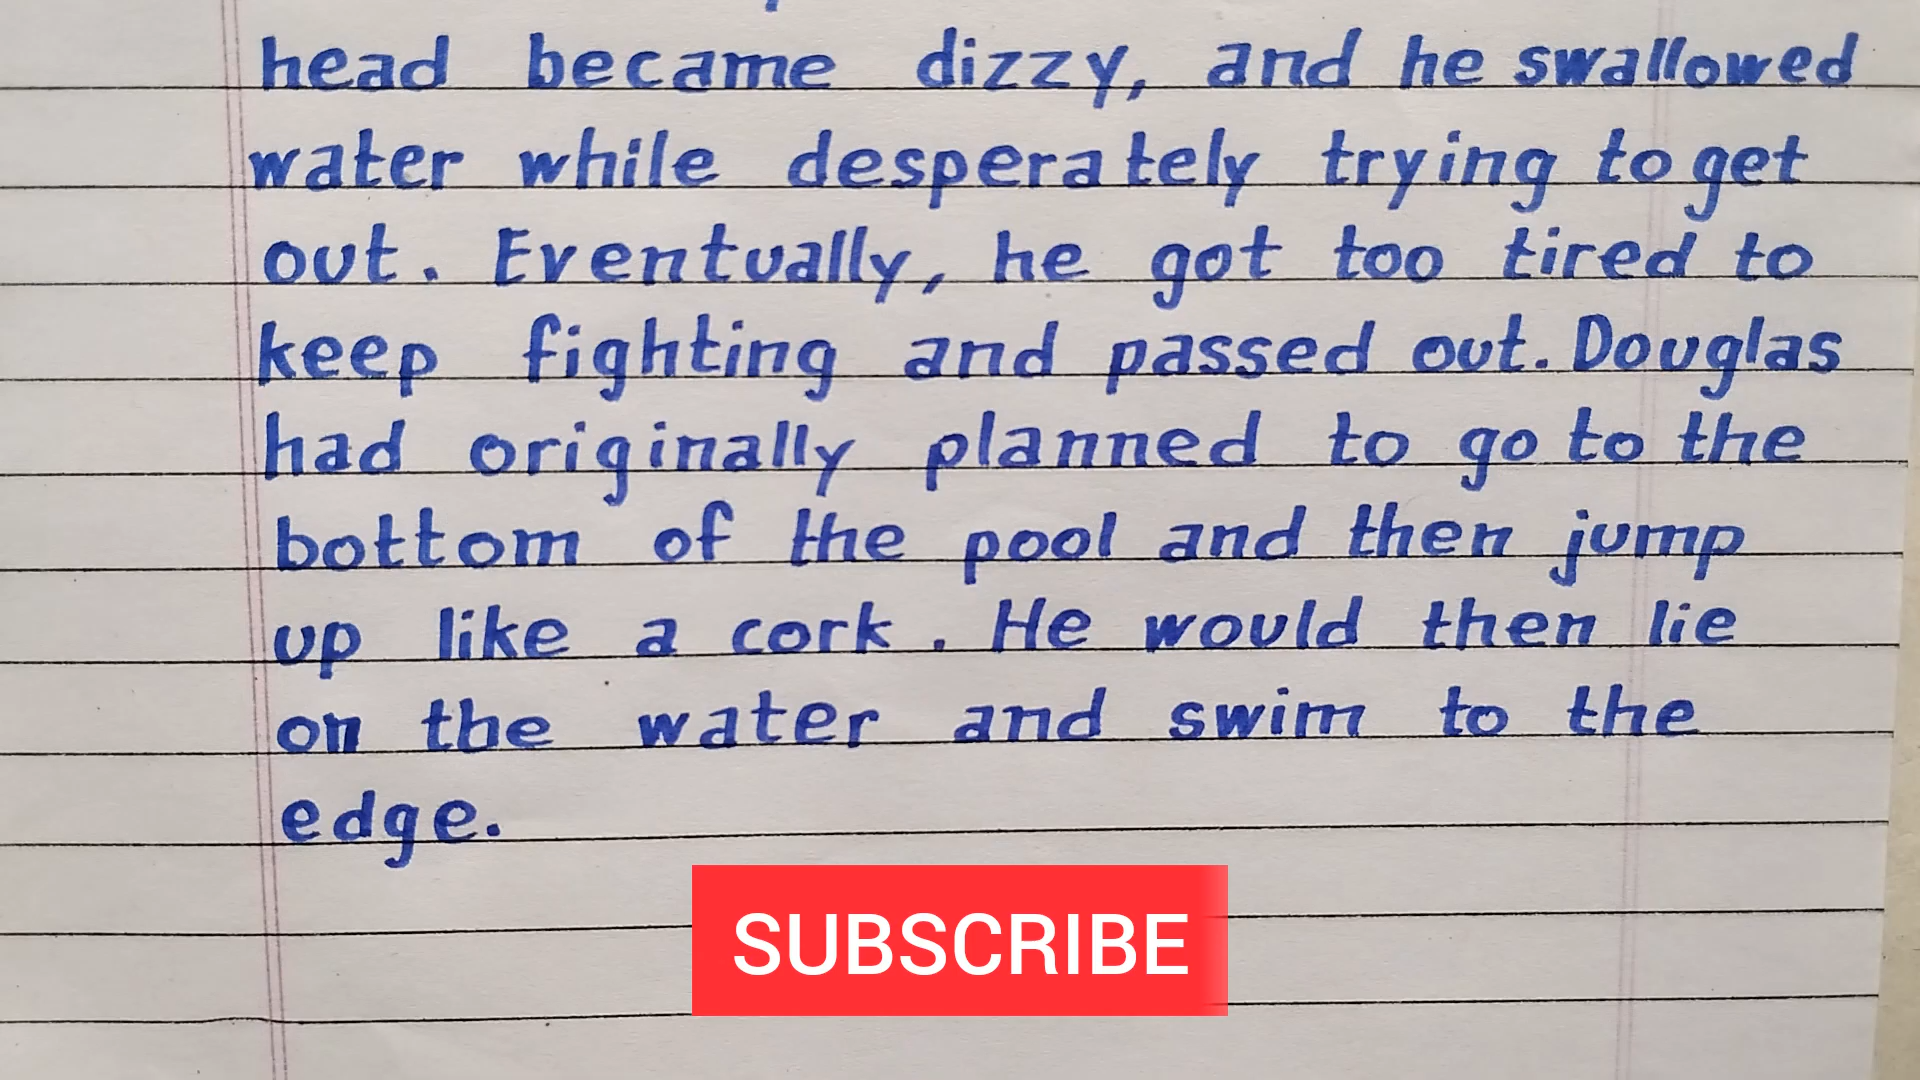 head became dizzy, and he swallowed
water while desperately trying to get
out. Eventually, he got too tired to
keep fighting and passed out. Douglas
had originally planned to go to the
bottom of the pool and then jump
up like a cork. He would then lie
on the water and swim to the
edge.
SUBSCRIBE